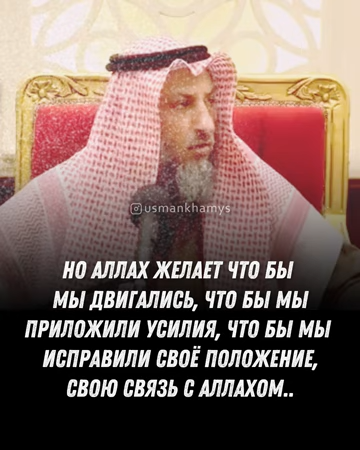 @usmankhamys
НО АЛЛАХ ЖЕЛАЕТ ЧТО БЫ
МЫ ДВИГАЛИСЬ, ЧТО БЫ МЫ
ПРИЛОЖИЛИ УСИЛИЯ, ЧТО БЫ МЫ
ИСПРАВИЛИ СВОЁ ПОЛОЖЕНИЕ,
СВОЮ СВЯЗЬ С АЛЛАХОМ..